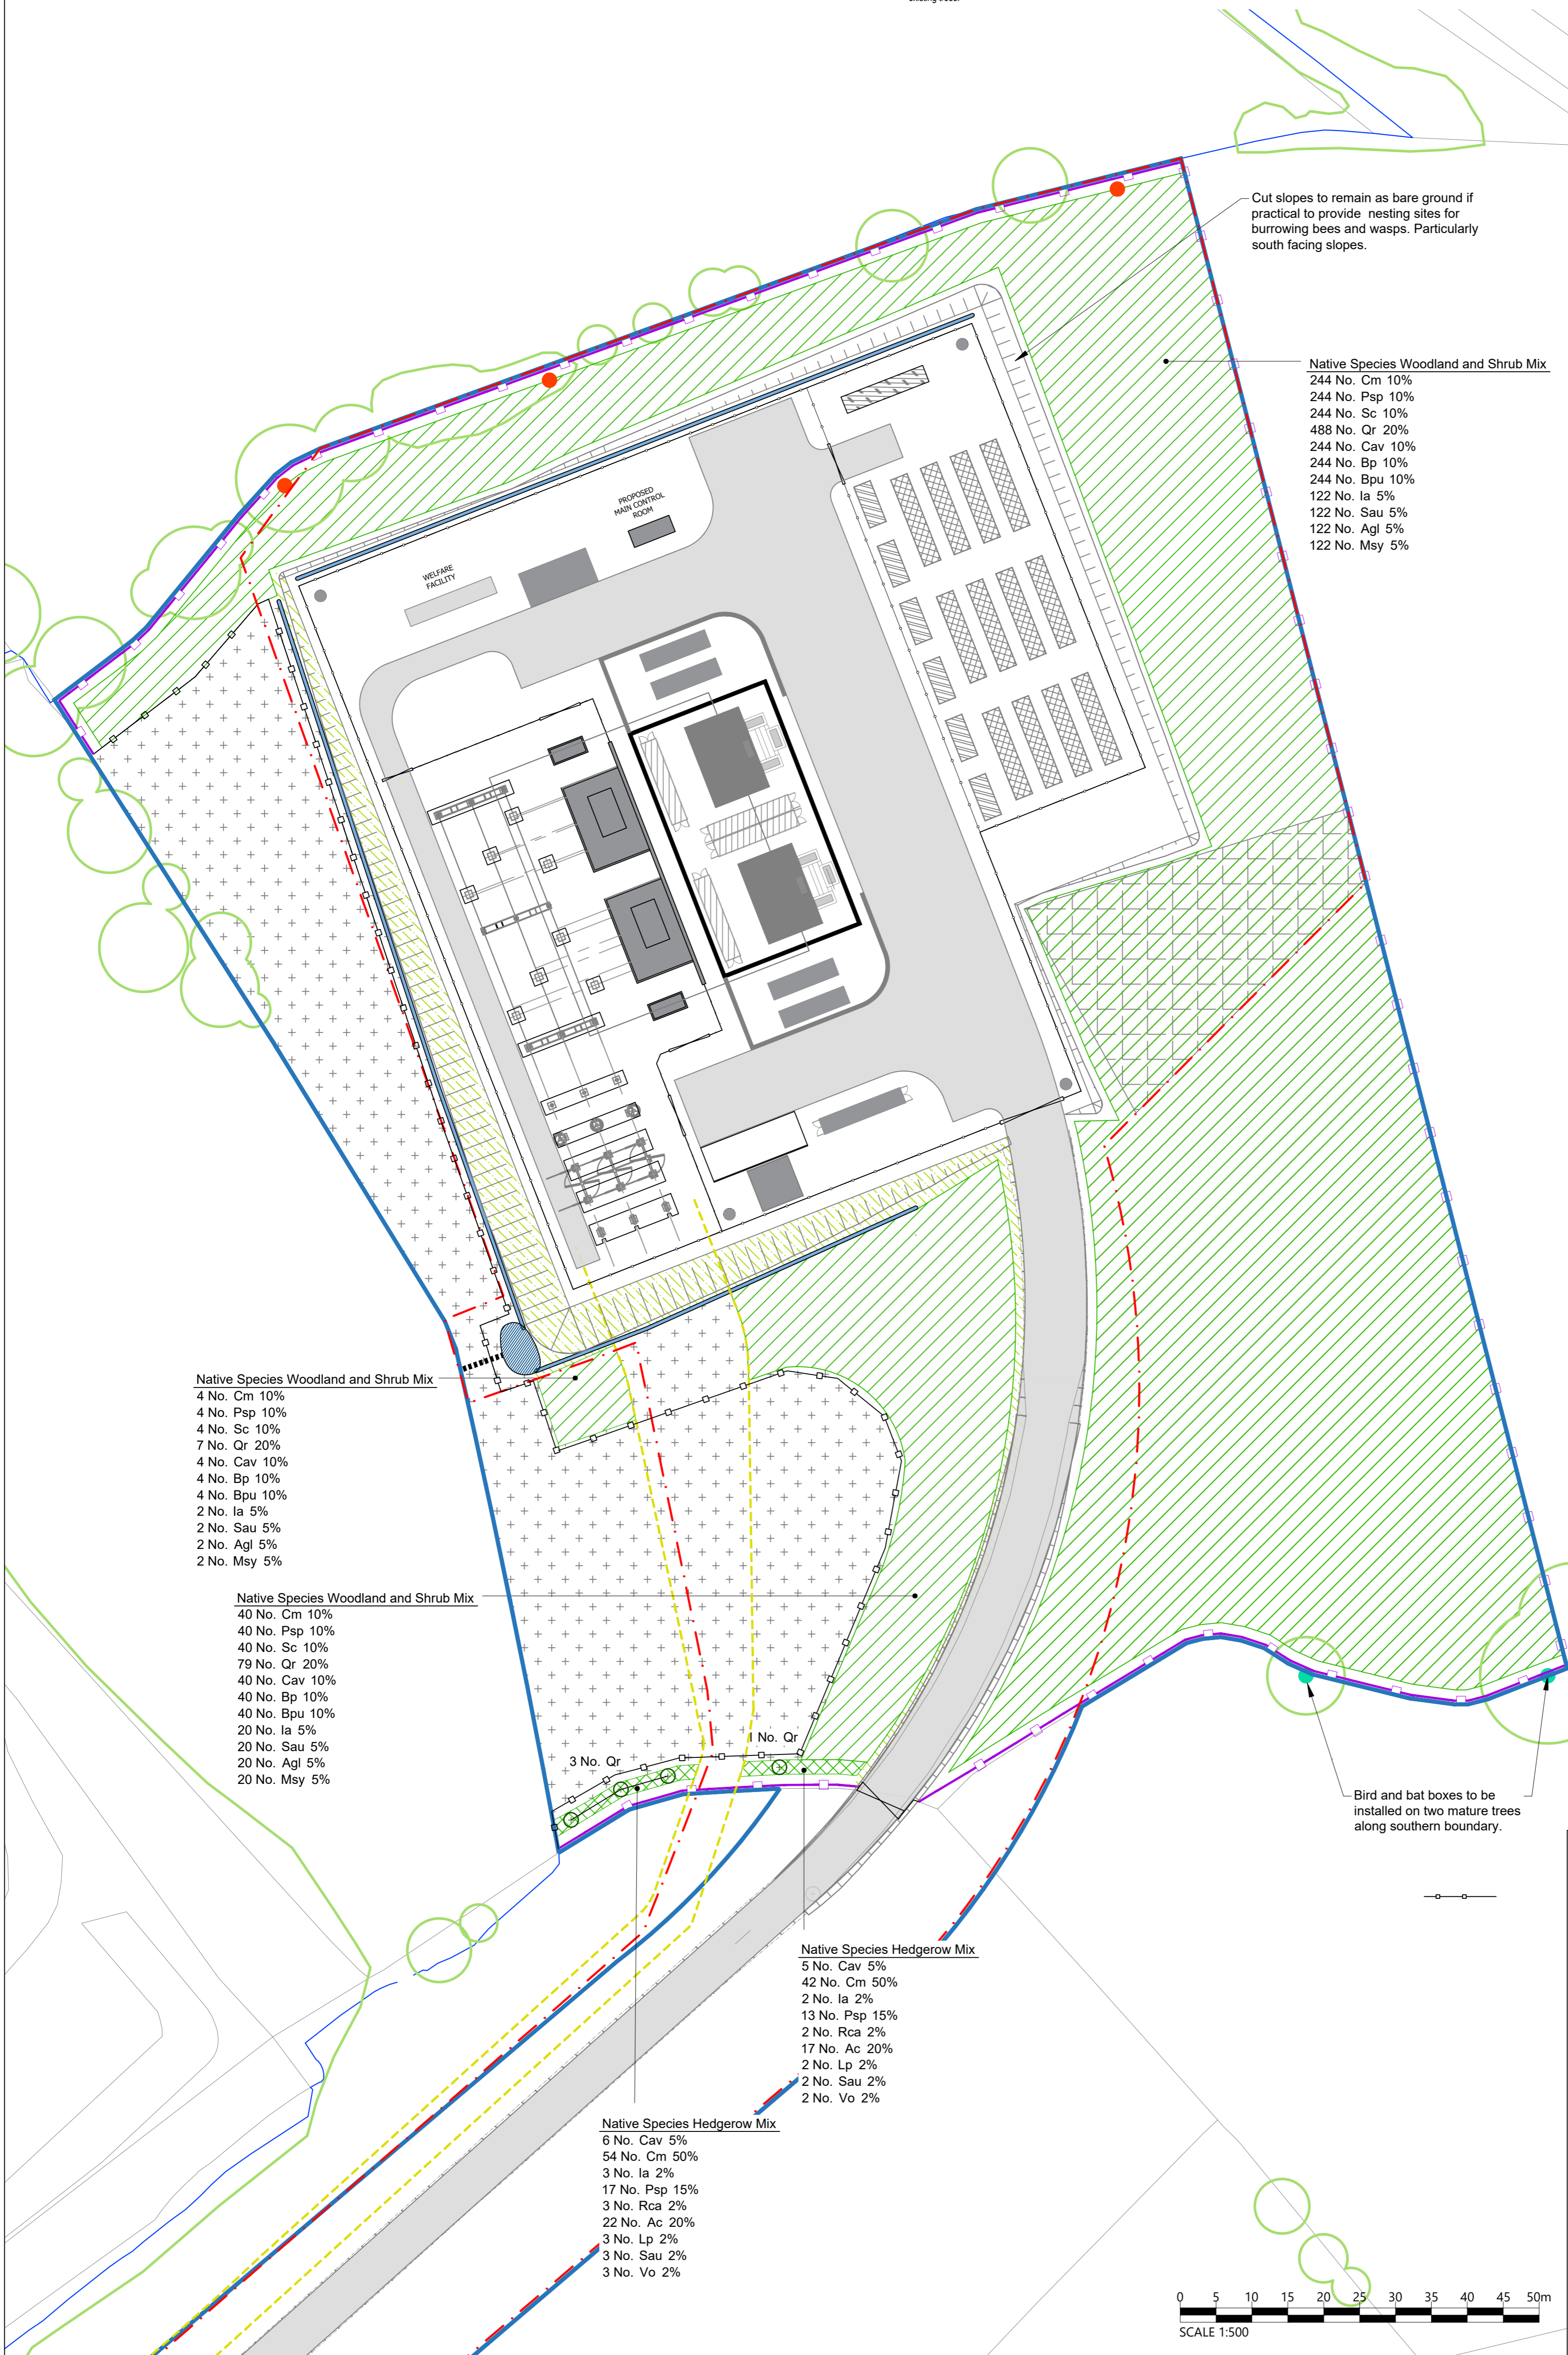 existing trees.
Cut slopes to remain as bare ground if
practical to provide nesting sites for
burrowing bees and wasps. Particularly
south facing slopes.
Native Species Woodland and Shrub Mix
244 No. Cm 10%
244 No. Psp 10%
244 No. Sc 10%
488 No. Qr 20%
244 No. Cav 10%
244 No. Bp 10%
244 No. Bpu 10%
122 No. Ia 5%
122 No. Sau 5%
122 No. Agl 5%
122 No. Msy 5%
PROPOSED
MAIN CONTROL
ROOM
WELFARE
FACILITY
Native Species Woodland and Shrub Mix
4 No. Cm 10%
4 No. Psp 10%
4 No. Sc 10%
7 No. Qr 20%
4 No. Cav 10%
4 No. Bp 10%
4 No. Bpu 10%
2 No. Ia 5%
2 No. Sau 5%
2 No. Agl 5%
2 No. Msy 5%
Native Species Woodland and Shrub Mix
40 No. Cm 10%
40 No. Psp 10%
40 No. Sc 10%
79 No. Qr 20%
40 No. Cav 10%
40 No. Bp 10%
40 No. Bpu 10%
20 No. Ia 5%
20 No. Sau 5%
20 No. Agl 5%
20 No. Msy 5%
1 No. Qr
3 No. Qr
Bird and bat boxes to be
installed on two mature trees
along southern boundary.
Native Species Hedgerow Mix
5 No. Cav 5%
42 No. Cm 50%
2 No. Ia 2%
13 No. Psp 15%
2 No. Rca 2%
17 No. Ac 20%
2 No. Lp 2%
2 No. Sau 2%
2 No. Vo 2%
Native Species Hedgerow Mix
6 No. Cav 5%
54 No. Cm 50%
3 No. Ia 2%
17 No. Psp 15%
3 No. Rca 2%
22 No. Ac 20%
3 No. Lp 2%
3 No. Sau 2%
3 No. Vo 2%
0 5 10 15 20 25 30 35 40 45 50m
SCALE 1:500